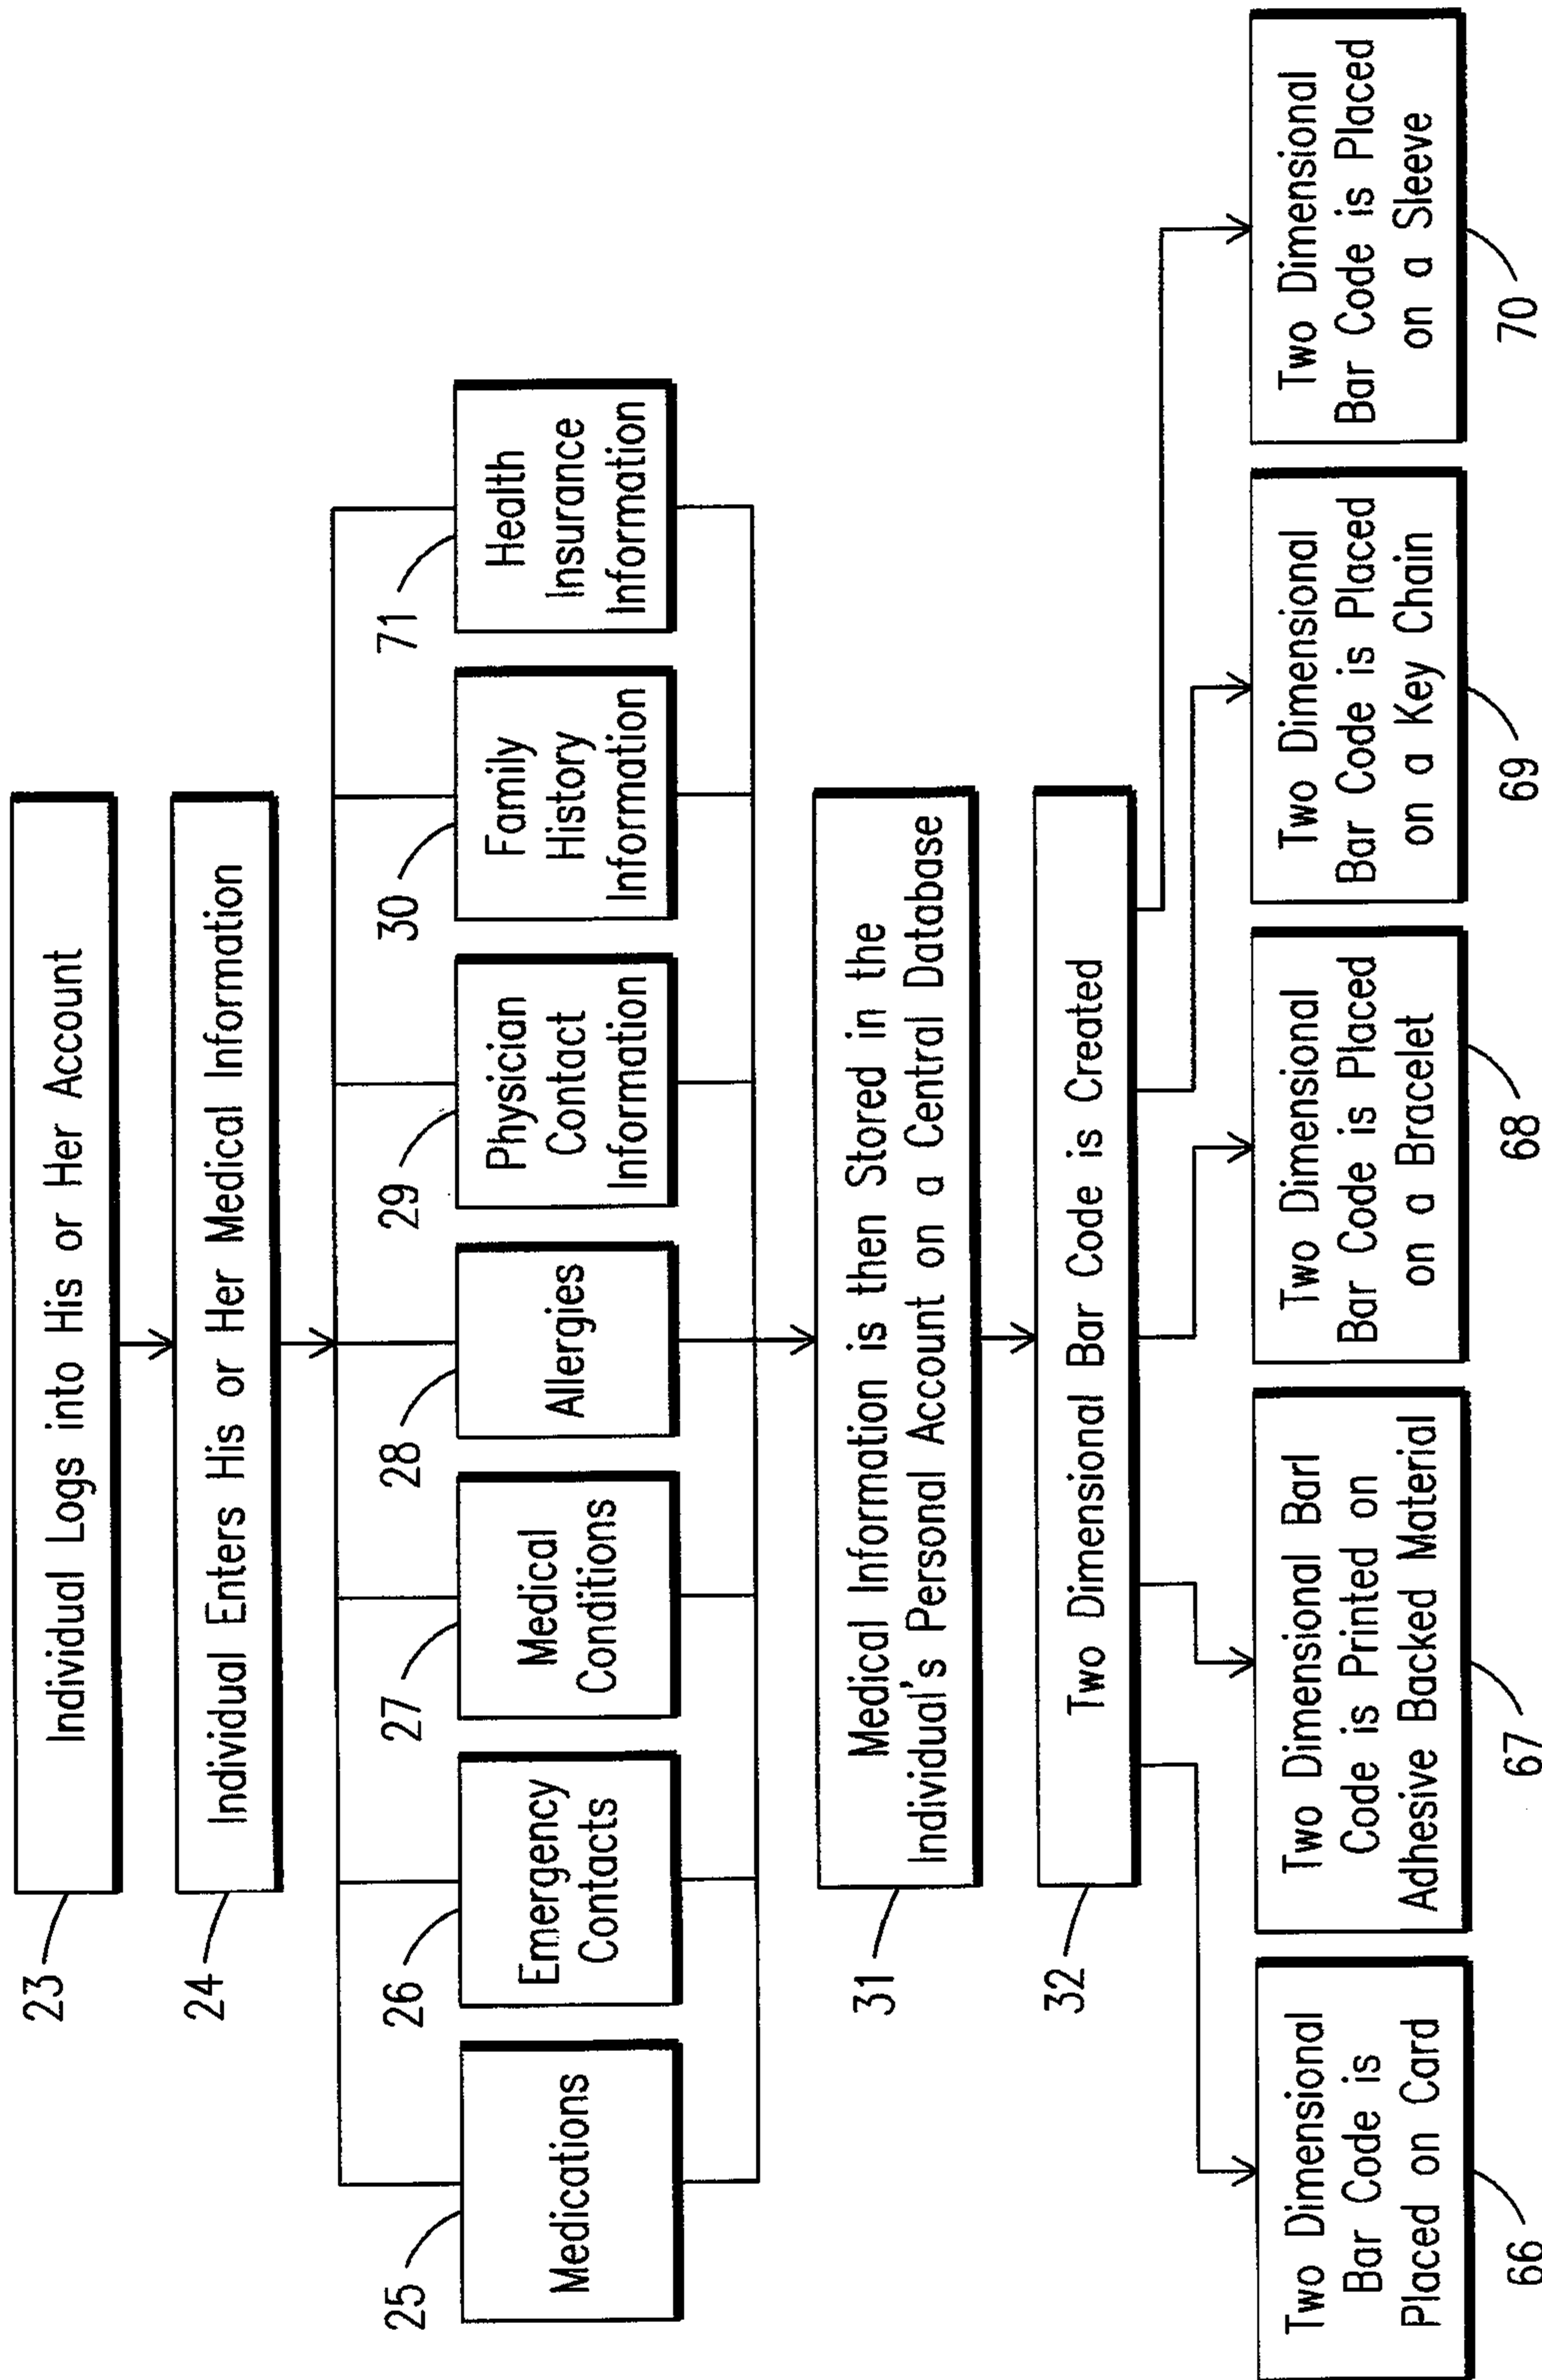 23
Individual Logs into His or Her Account
24
Individual Enters His or Her Medical Information
25
Medications
26
Emergency
Contacts
27
Medical
Conditions
28
Allergies
29
Physician
Contact
Information
30
Family
History
Information
71
Health
Insurance
Information
31
Medical Information is then Stored in the
Individual's Personal Account on a Central Database
32
Two Dimensional Bar Code is Created
Two Dimensional
Bar Code is
Placed on Card
66
Two Dimensional Barl
Code is Printed on
Adhesive Backed Material
67
Two Dimensional
Bar Code is Placed
on a Bracelet
68
Two Dimensional
Bar Code is Placed
on a Key Chain
69
Two Dimensional
Bar Code is Placed
on a Sleeve
70